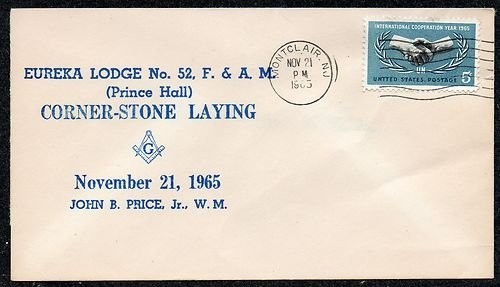 EUREKA LODGE No. 52, F. & A. M.
(Prince Hall)
CORNER-STONE LAYING
G
November 21, 1965
JOHN B. PRICE, Jr., W. M.
MONTCLAIR, NJ
NOV 21
P M
1965
INTERNATIONAL COOPERATION YEAR 1965
UNITED STATES POSTAGE 5¢